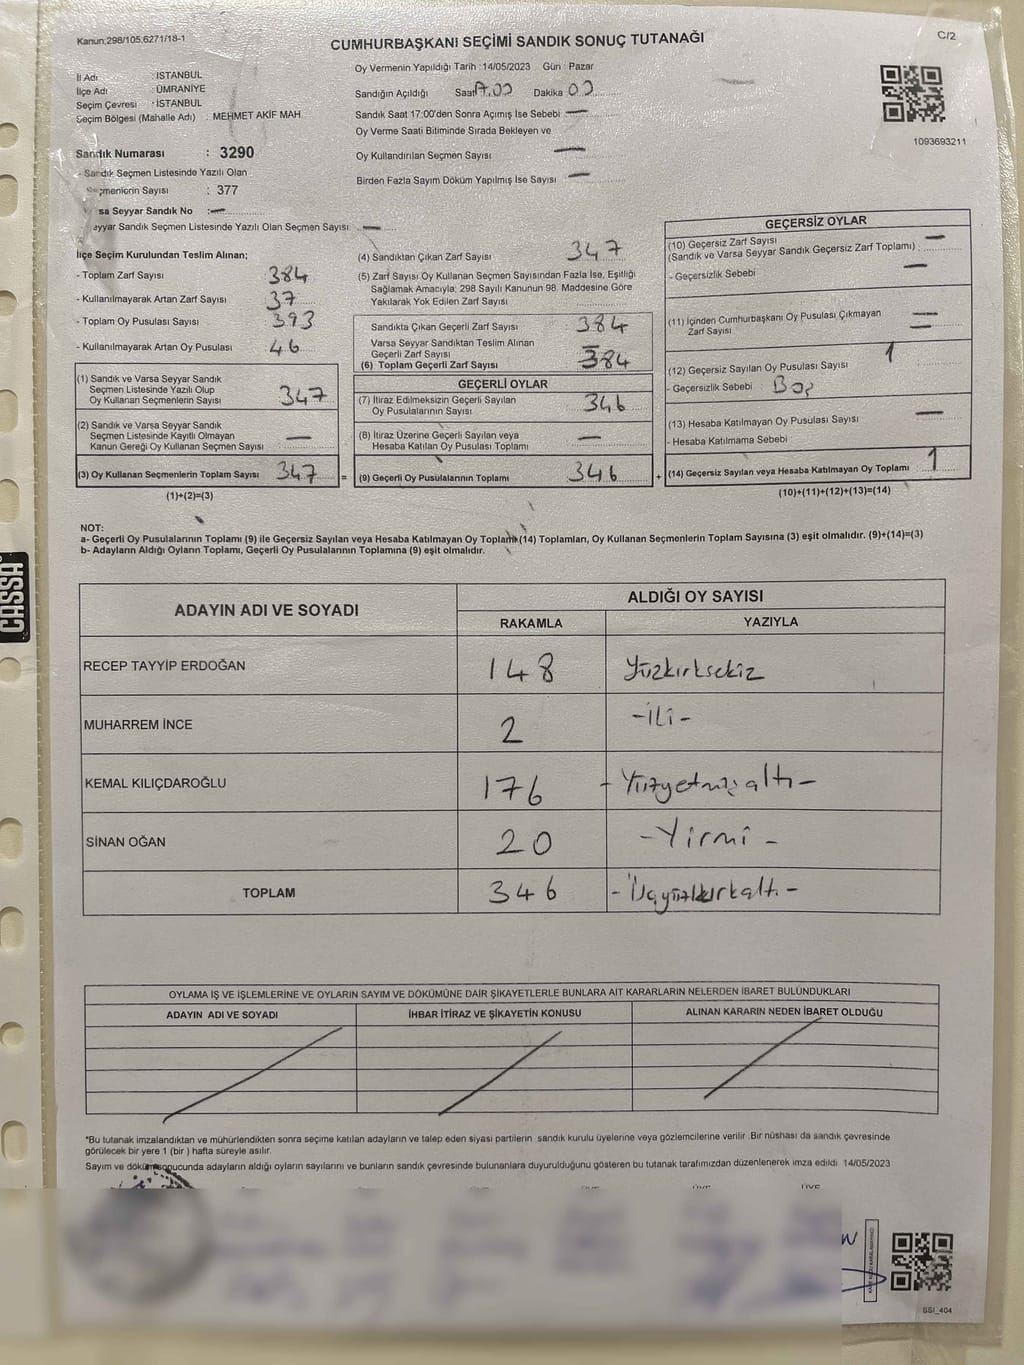 Kanun;298/105,6271/18-1
CUMHURBAŞKANI SEÇİMİ SANDIK SONUÇ TUTANAĞI
C/2
İl Adı : İSTANBUL
İlçe Adı : ÜMRANİYE
Seçim Çevresi : İSTANBUL
Seçim Bölgesi (Mahalle Adı) : MEHMET AKİF MAH
Oy Vermenin Yapıldığı Tarih : 14/05/2023 Gün : Pazar
Sandığın Açıldığı Saat 17.00 Dakika 00
Sandık Saat 17:00'den Sonra Açımış İse Sebebi —
Oy Verme Saati Bitiminde Sırada Bekleyen ve
Oy Kullandırılan Seçmen Sayısı —
Birden Fazla Sayım Döküm Yapılmış İse Sayısı —
1093693211
Sandık Numarası : 3290
- Sandık Seçmen Listesinde Yazılı Olan
Seçmenlerin Sayısı : 377
Varsa Seyyar Sandık No : —
Seyyar Sandık Seçmen Listesinde Yazılı Olan Seçmen Sayısı : —
İlçe Seçim Kurulundan Teslim Alınan;
- Toplam Zarf Sayısı 384
- Kullanılmayarak Artan Zarf Sayısı 37
- Toplam Oy Pusulası Sayısı 393
- Kullanılmayarak Artan Oy Pusulası 46
(1) Sandık ve Varsa Seyyar Sandık
Seçmen Listesinde Yazılı Olup
Oy Kullanan Seçmenlerin Sayısı 347
(2) Sandık ve Varsa Seyyar Sandık
Seçmen Listesinde Kayıtlı Olmayan
Kanun Gereği Oy Kullanan Seçmen Sayısı —
(3) Oy Kullanan Seçmenlerin Toplam Sayısı 347 =
(1)+(2)=(3)
(4) Sandıktan Çıkan Zarf Sayısı 347
(5) Zarf Sayısı Oy Kullanan Seçmen Sayısından Fazla İse, Eşitliği
Sağlamak Amacıyla; 298 Sayılı Kanunun 98. Maddesine Göre
Yakılarak Yok Edilen Zarf Sayısı
Sandıkta Çıkan Geçerli Zarf Sayısı 384
Varsa Seyyar Sandıktan Teslim Alınan
Geçerli Zarf Sayısı —
(6) Toplam Geçerli Zarf Sayısı 384
GEÇERLİ OYLAR
(7) İtiraz Edilmeksizin Geçerli Sayılan
Oy Pusulalarının Sayısı 346
(8) İtiraz Üzerine Geçerli Sayılan veya
Hesaba Katılan Oy Pusulası Toplamı —
(9) Geçerli Oy Pusulalarının Toplamı 346 +
GEÇERSİZ OYLAR
(10) Geçersiz Zarf Sayısı —
(Sandık ve Varsa Seyyar Sandık Geçersiz Zarf Toplamı) :
- Geçersizlik Sebebi —
(11) İçinden Cumhurbaşkanı Oy Pusulası Çıkmayan
Zarf Sayısı —
(12) Geçersiz Sayılan Oy Pusulası Sayısı 1
- Geçersizlik Sebebi Boş
(13) Hesaba Katılmayan Oy Pusulası Sayısı —
- Hesaba Katılmama Sebebi
(14) Geçersiz Sayılan veya Hesaba Katılmayan Oy Toplamı : 1
(10)+(11)+(12)+(13)=(14)
NOT:
a- Geçerli Oy Pusulalarının Toplamı (9) ile Geçersiz Sayılan veya Hesaba Katılmayan Oy Toplamı (14) Toplamları, Oy Kullanan Seçmenlerin Toplam Sayısına (3) eşit olmalıdır. (9)+(14)=(3)
b- Adayların Aldığı Oyların Toplamı, Geçerli Oy Pusulalarının Toplamına (9) eşit olmalıdır.
CASSA
ADAYIN ADI VE SOYADI
ALDIĞI OY SAYISI
RAKAMLA YAZIYLA
RECEP TAYYİP ERDOĞAN 148 Yüzkırksekiz
MUHARREM İNCE 2 -İki-
KEMAL KILIÇDAROĞLU 176 -Yüzyetmişaltı-
SİNAN OĞAN 20 -Yirmi-
TOPLAM 346 -Üçyüzkırkaltı-
OYLAMA İŞ VE İŞLEMLERİNE VE OYLARIN SAYIM VE DÖKÜMÜNE DAİR ŞİKAYETLERLE BUNLARA AİT KARARLARIN NELERDEN İBARET BULUNDUKLARI
ADAYIN ADI VE SOYADI İHBAR İTİRAZ VE ŞİKAYETİN KONUSU ALINAN KARARIN NEDEN İBARET OLDUĞU
*Bu tutanak imzalandıktan ve mühürlendikten sonra seçime katılan adayların ve talep eden siyasi partilerin sandık kurulu üyelerine veya gözlemcilerine verilir .Bir nüshası da sandık çevresinde
görülecek bir yere 1 (bir ) hafta süreyle asılır.
Sayım ve döküm sonucunda adayların aldığı oyların sayılarını ve bunların sandık çevresinde bulunanlara duyurulduğunu gösteren bu tutanak tarafımızdan düzenlenerek imza edildi 14/05/2023
ÜYE ÜYE
SSI_404